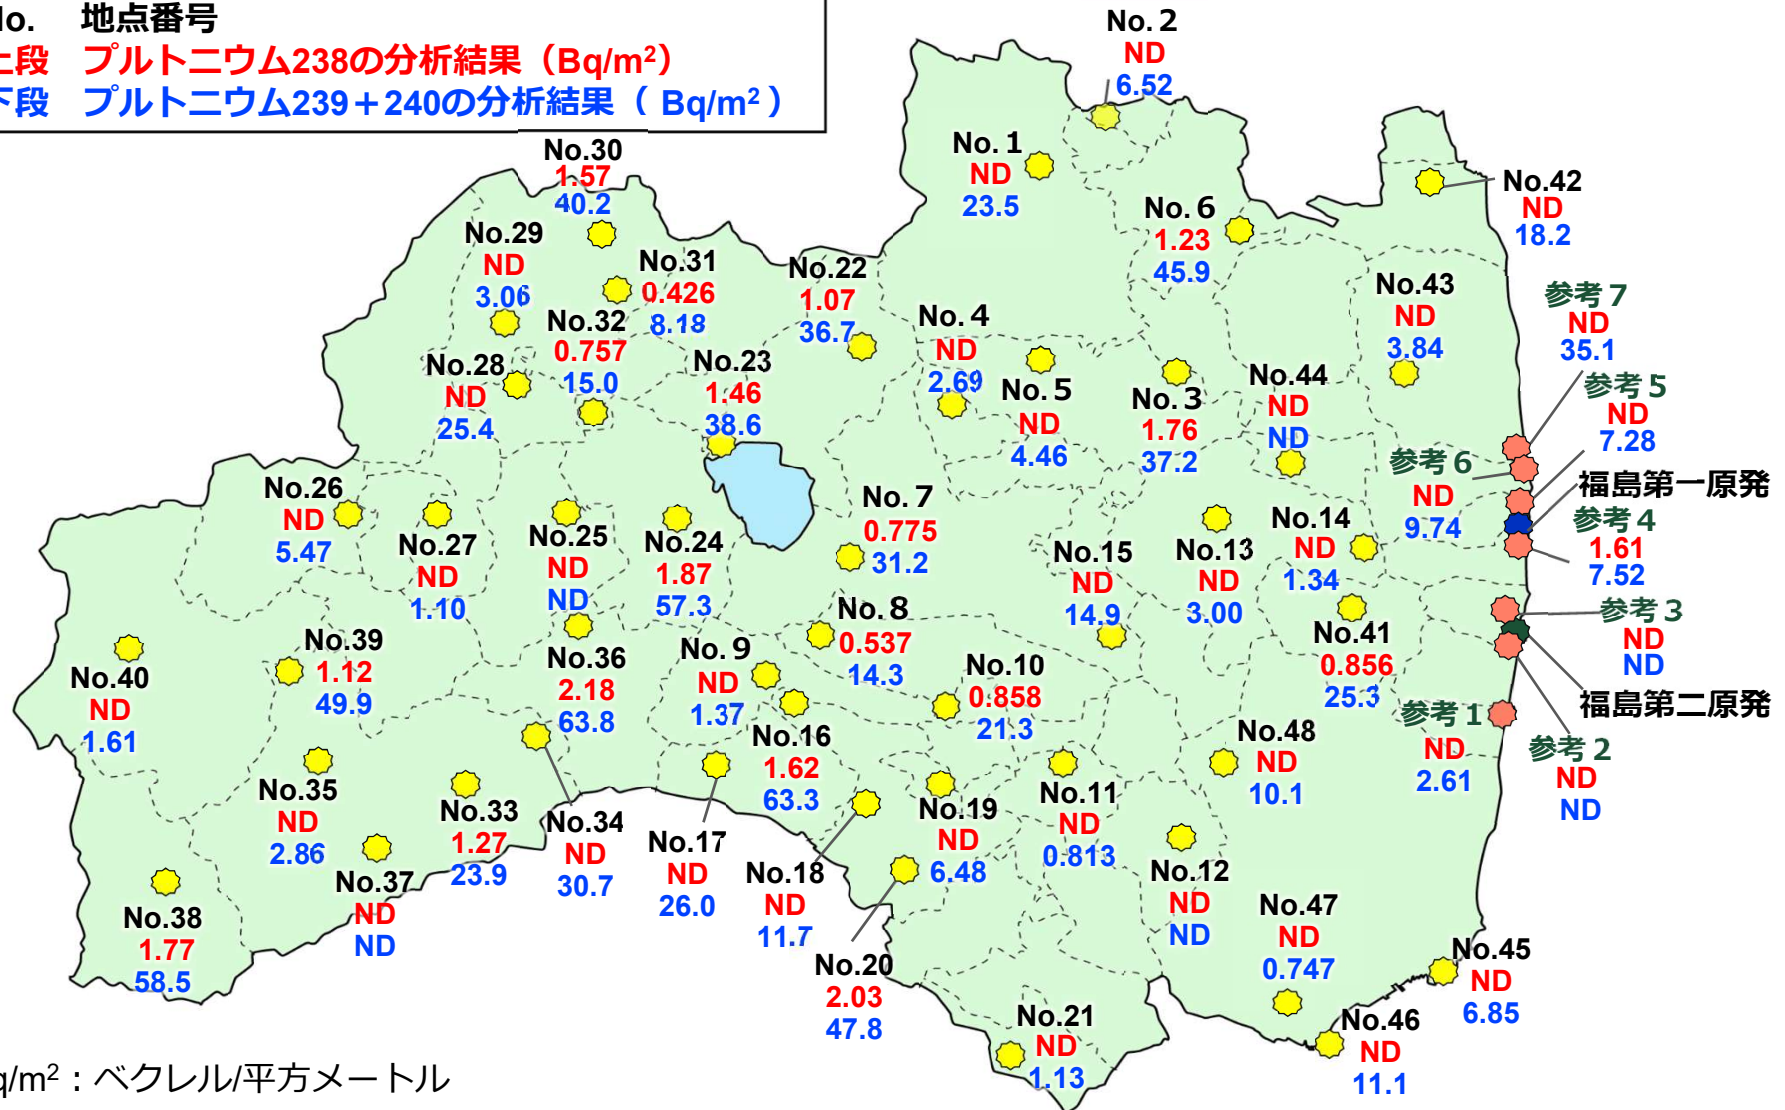 No. 地点番号
上段 プルトニウム238の分析結果（Bq/m²）
下段 プルトニウム239＋240の分析結果（ Bq/m² ）
No.２
ND
6.52
No.１
ND
23.5
No.30
1.57
40.2
No.42
ND
18.2
No.６
1.23
45.9
No.29
ND
3.06
No.31
0.426
8.18
No.22
1.07
36.7
No.43
ND
3.84
参考７
ND
35.1
No.32
0.757
15.0
No.４
ND
2.69
No.23
1.46
38.6
No.28
ND
25.4
No.５
ND
4.46
No.３
1.76
37.2
No.44
ND
ND
参考５
ND
7.28
参考６
ND
9.74
福島第一原発
参考４
1.61
7.52
No.26
ND
5.47
No.27
ND
1.10
No.25
ND
ND
No.24
1.87
57.3
No.７
0.775
31.2
No.15
ND
14.9
No.13
ND
3.00
No.14
ND
1.34
参考３
ND
ND
No.40
ND
1.61
No.39
1.12
49.9
No.36
2.18
63.8
No.９
ND
1.37
No.８
0.537
14.3
No.10
0.858
21.3
No.41
0.856
25.3
福島第二原発
参考１
ND
2.61
参考２
ND
ND
No.48
ND
10.1
No.16
1.62
63.3
No.35
ND
2.86
No.33
1.27
23.9
No.34
ND
30.7
No.17
ND
26.0
No.18
ND
11.7
No.19
ND
6.48
No.11
ND
0.813
No.12
ND
ND
No.37
ND
ND
No.38
1.77
58.5
No.20
2.03
47.8
No.47
ND
0.747
No.45
ND
6.85
No.21
ND
1.13
No.46
ND
11.1
q/m²：ベクレル/平方メートル